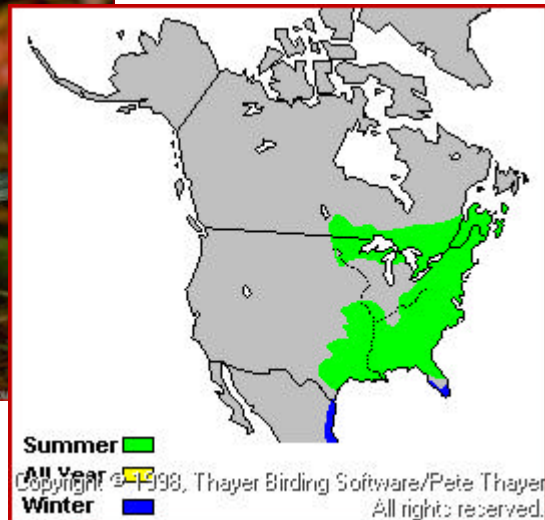 Summer
All Year
Copyright © 1998, Thayer Birding Software/Pete Thayer
Winter
All rights reserved.